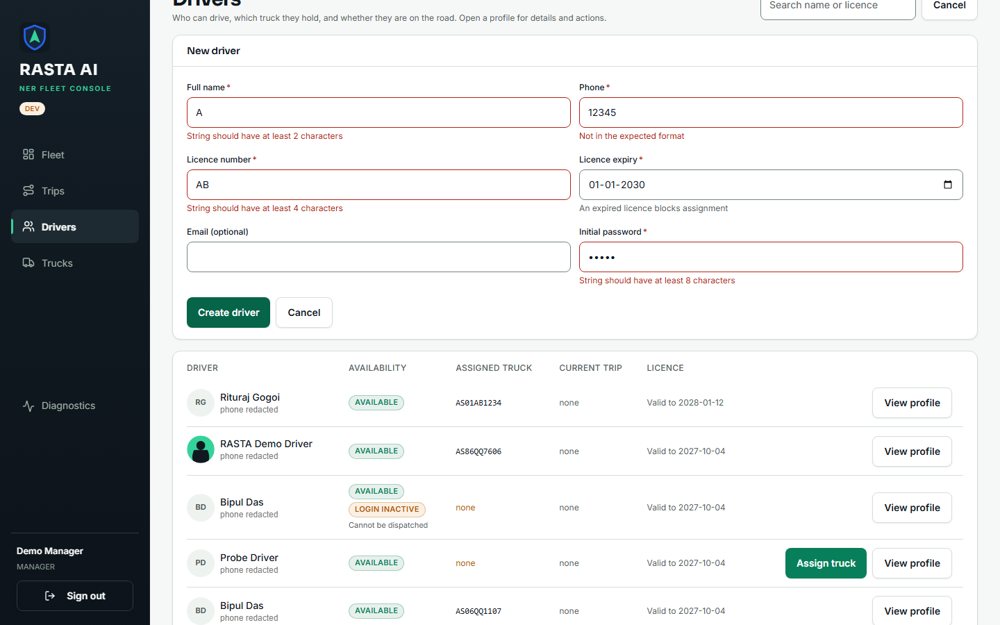 Drivers
Who can drive, which truck they hold, and whether they are on the road. Open a profile for details and actions.
Search name or licence
Cancel
RASTA AI
NER FLEET CONSOLE
DEV
Fleet
Trips
Drivers
Trucks
Diagnostics
Demo Manager
MANAGER
Sign out
New driver
Full name *
Phone *
A
12345
String should have at least 2 characters
Not in the expected format
Licence number *
Licence expiry *
AB
01-01-2030
String should have at least 4 characters
An expired licence blocks assignment
Email (optional)
Initial password *
•••••
String should have at least 8 characters
Create driver
Cancel
DRIVER AVAILABILITY ASSIGNED TRUCK CURRENT TRIP LICENCE
RG Rituraj Gogoi AVAILABLE AS01AB1234 none Valid to 2028-01-12 View profile
phone redacted
RASTA Demo Driver AVAILABLE AS86QQ7606 none Valid to 2027-10-04 View profile
phone redacted
AVAILABLE
BD Bipul Das LOGIN INACTIVE none none Valid to 2027-10-04 View profile
phone redacted
Cannot be dispatched
PD Probe Driver AVAILABLE none none Valid to 2027-10-04 Assign truck View profile
phone redacted
BD Bipul Das AVAILABLE AS06QQ1107 none Valid to 2027-10-04 View profile
phone redacted